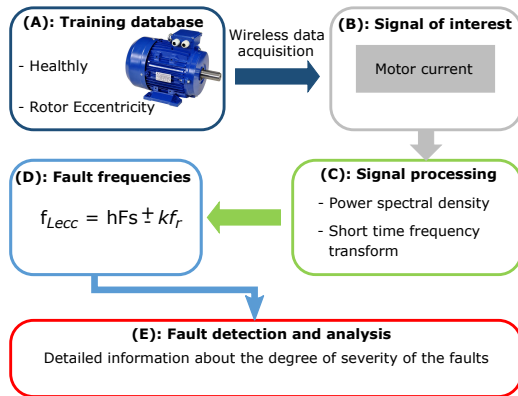 (A): Training database
- Healthly
- Rotor Eccentricity
Wireless data
acquisition
(B): Signal of interest
Motor current
(C): Signal processing
- Power spectral density
- Short time frequency
transform
(D): Fault frequencies
f_Lecc = hFs ± kf_r
(E): Fault detection and analysis
Detailed information about the degree of severity of the faults